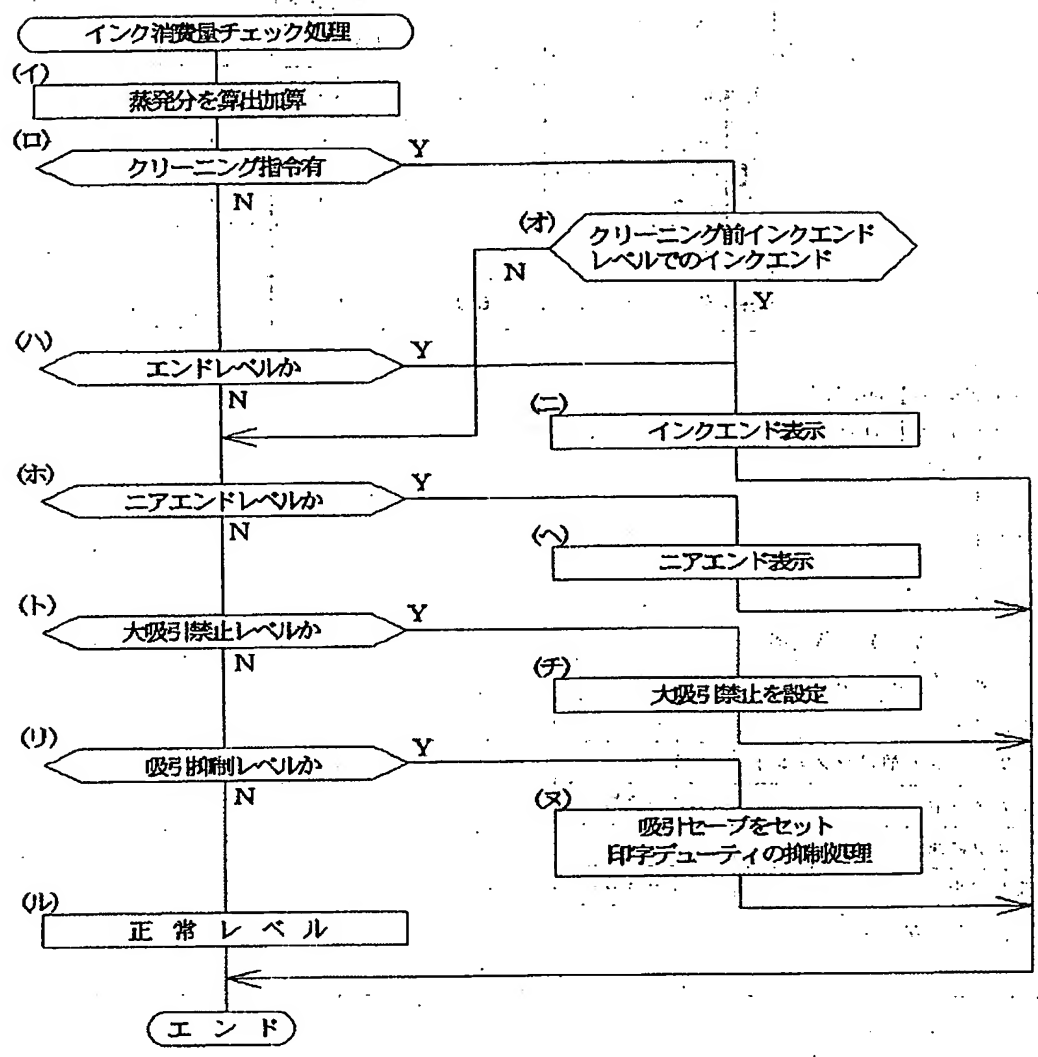 インク消費量チェック処理
(イ)
蒸発分を算出加算
(ロ)
クリーニング指令有
Y
N
(オ)
クリーニング前インクエンド
レベルでのインクエンド
N
Y
(ハ)
エンドレベルか
Y
N
(ニ)
インクエンド表示
(ホ)
ニアエンドレベルか
Y
N
(ヘ)
ニアエンド表示
(ト)
大吸引禁止レベルか
Y
N
(チ)
大吸引禁止を設定
(リ)
吸引抑制レベルか
Y
N
(ヌ)
吸引セーブをセット
印字デューティの抑制処理
(ル)
正常レベル
エンド